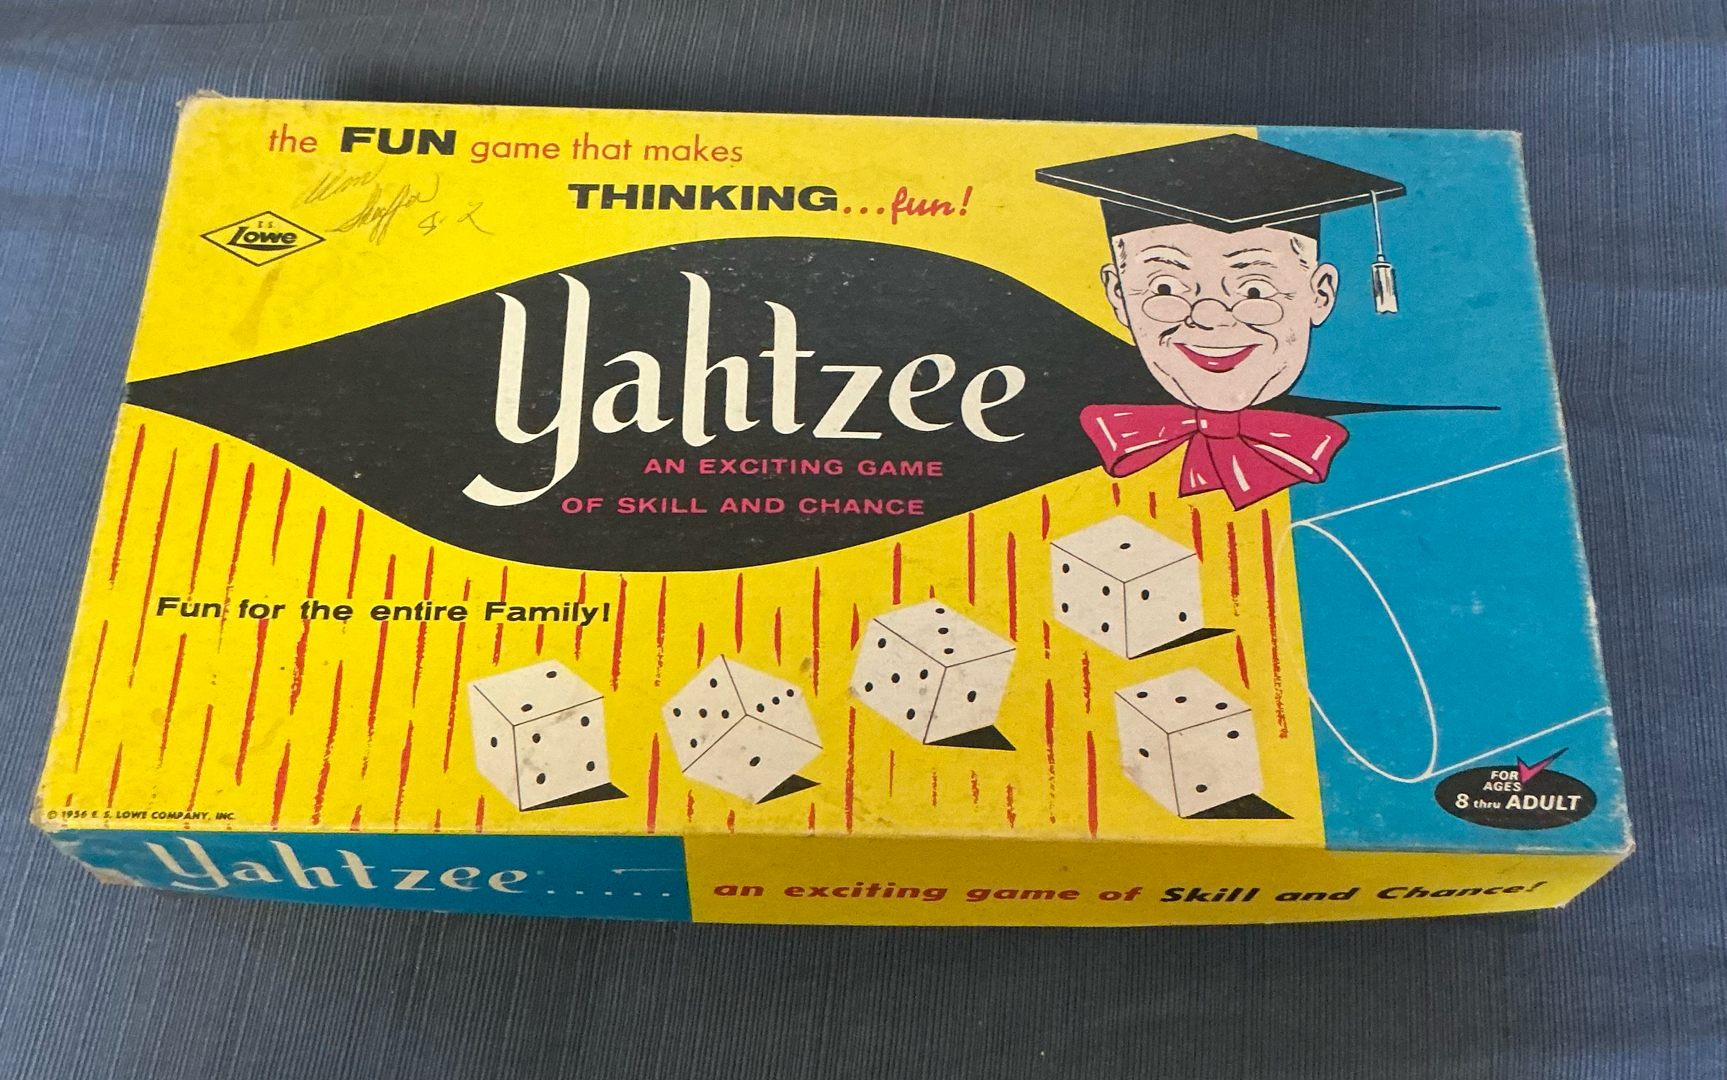 the FUN game that makes
THINKING...fun!
E.S.
Lowe
8-2
Yahtzee
AN EXCITING GAME
OF SKILL AND CHANCE
Fun for the entire Family!
FOR
AGES
8 thru ADULT
© 1956 E. S. LOWE COMPANY, INC.
Yahtzee...... an exciting game of Skill and Chance!